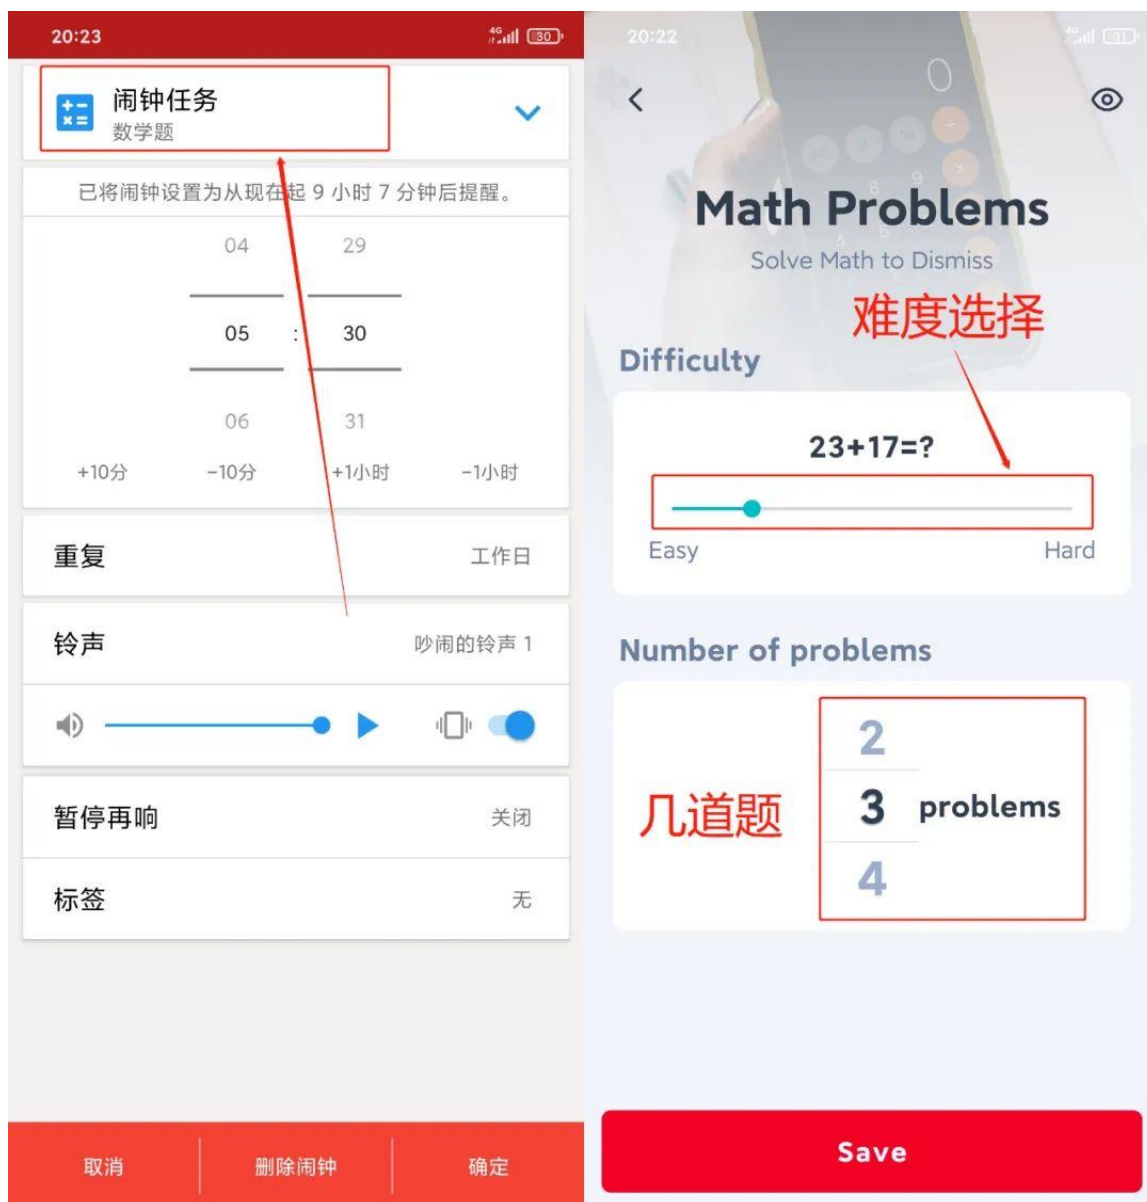 20:23
4G
30
闹钟任务
数学题
已将闹钟设置为从现在起 9 小时 7 分钟后提醒。
04 29
05 : 30
06 31
+10分 -10分 +1小时 -1小时
重复 工作日
铃声 吵闹的铃声 1
暂停再响 关闭
标签 无
取消 删除闹钟 确定
20:22
4G
31
Math Problems
Solve Math to Dismiss
难度选择
Difficulty
23+17=?
Easy Hard
Number of problems
2
几道题 3 problems
4
Save